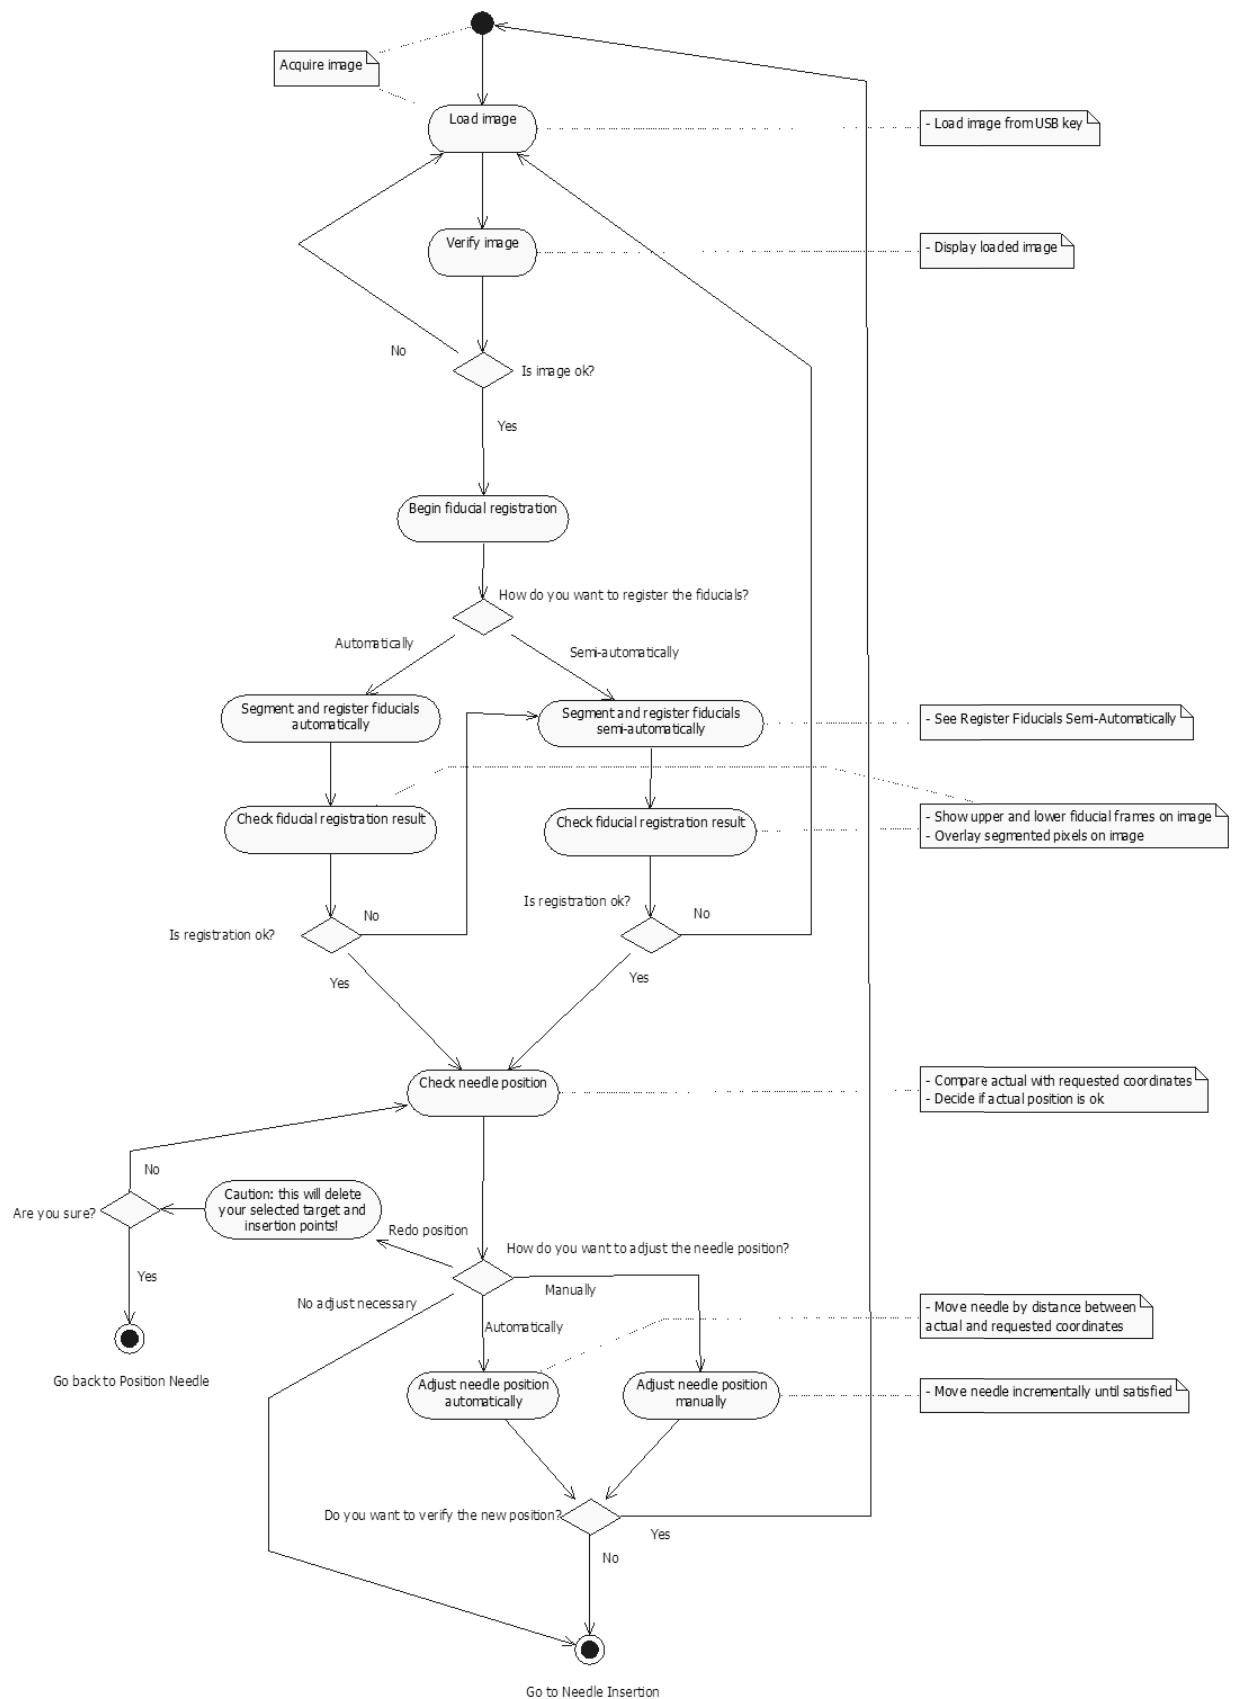 Acquire image
Load image
- Load image from USB key
Verify image
- Display loaded image
No
Is image ok?
Yes
Begin fiducial registration
How do you want to register the fiducials?
Automatically
Semi-automatically
Segment and register fiducials
automatically
Segment and register fiducials
semi-automatically
- See Register Fiducials Semi-Automatically
Check fiducial registration result
Check fiducial registration result
- Show upper and lower fiducial frames on image
- Overlay segmented pixels on image
Is registration ok?
No
Is registration ok?
No
Yes
Yes
Check needle position
- Compare actual with requested coordinates
- Decide if actual position is ok
No
Are you sure?
Caution: this will delete
your selected target and
insertion points!
Redo position
How do you want to adjust the needle position?
Yes
No adjust necessary
Manually
Automatically
- Move needle by distance between
actual and requested coordinates
Go back to Position Needle
Adjust needle position
automatically
Adjust needle position
manually
- Move needle incrementally until satisfied
Do you want to verify the new position?
Yes
No
Go to Needle Insertion